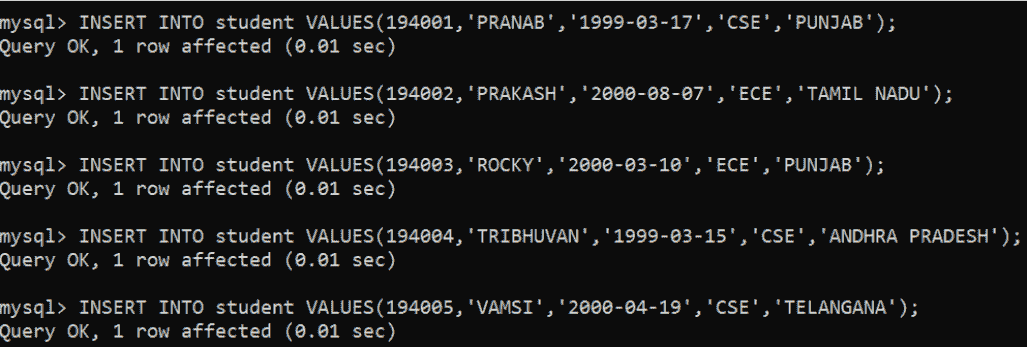 mysql> INSERT INTO student VALUES(194001,'PRANAB','1999-03-17','CSE','PUNJAB');
Query OK, 1 row affected (0.01 sec)
mysql> INSERT INTO student VALUES(194002,'PRAKASH','2000-08-07','ECE','TAMIL NADU');
Query OK, 1 row affected (0.01 sec)
mysql> INSERT INTO student VALUES(194003,'ROCKY','2000-03-10','ECE','PUNJAB');
Query OK, 1 row affected (0.01 sec)
mysql> INSERT INTO student VALUES(194004,'TRIBHUVAN','1999-03-15','CSE','ANDHRA PRADESH');
Query OK, 1 row affected (0.01 sec)
mysql> INSERT INTO student VALUES(194005,'VAMSI','2000-04-19','CSE','TELANGANA');
Query OK, 1 row affected (0.01 sec)